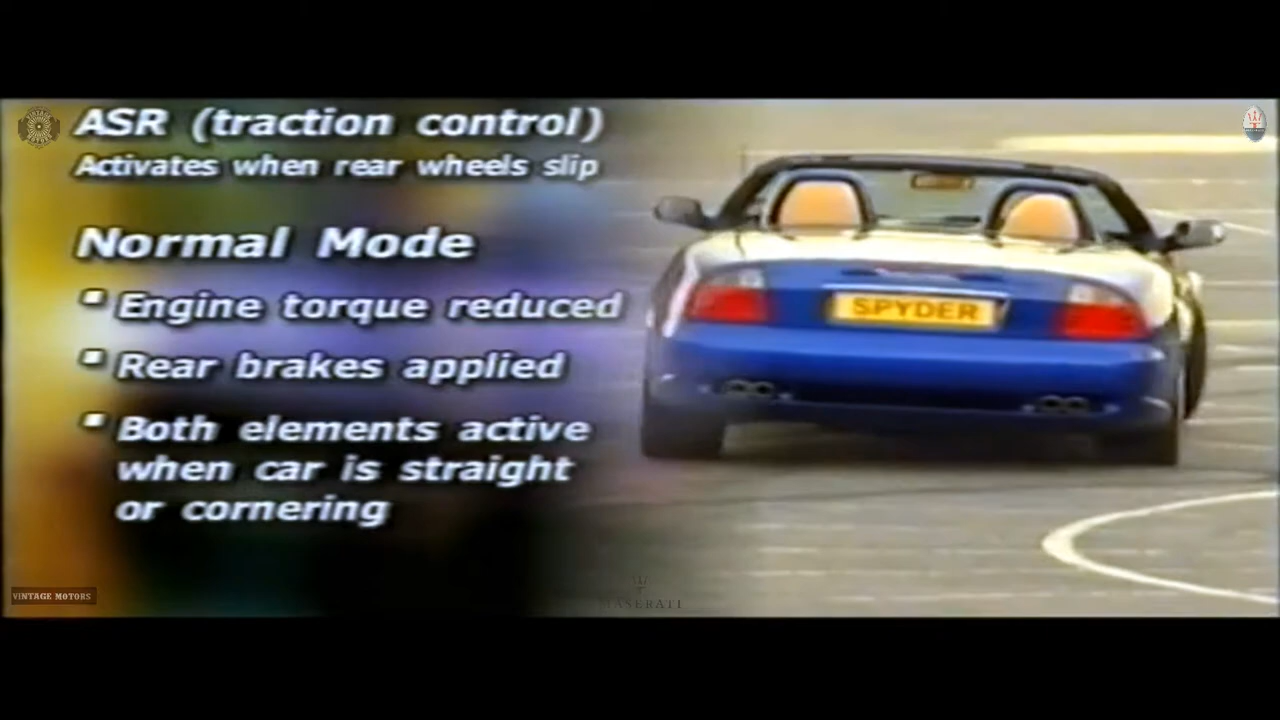 ASR (traction control)
Activates when rear wheels slip
Normal Mode
▪ Engine torque reduced
▪ Rear brakes applied
▪ Both elements active
when car is straight
or cornering
SPYDER
VINTAGE MOTORS
MASERATI